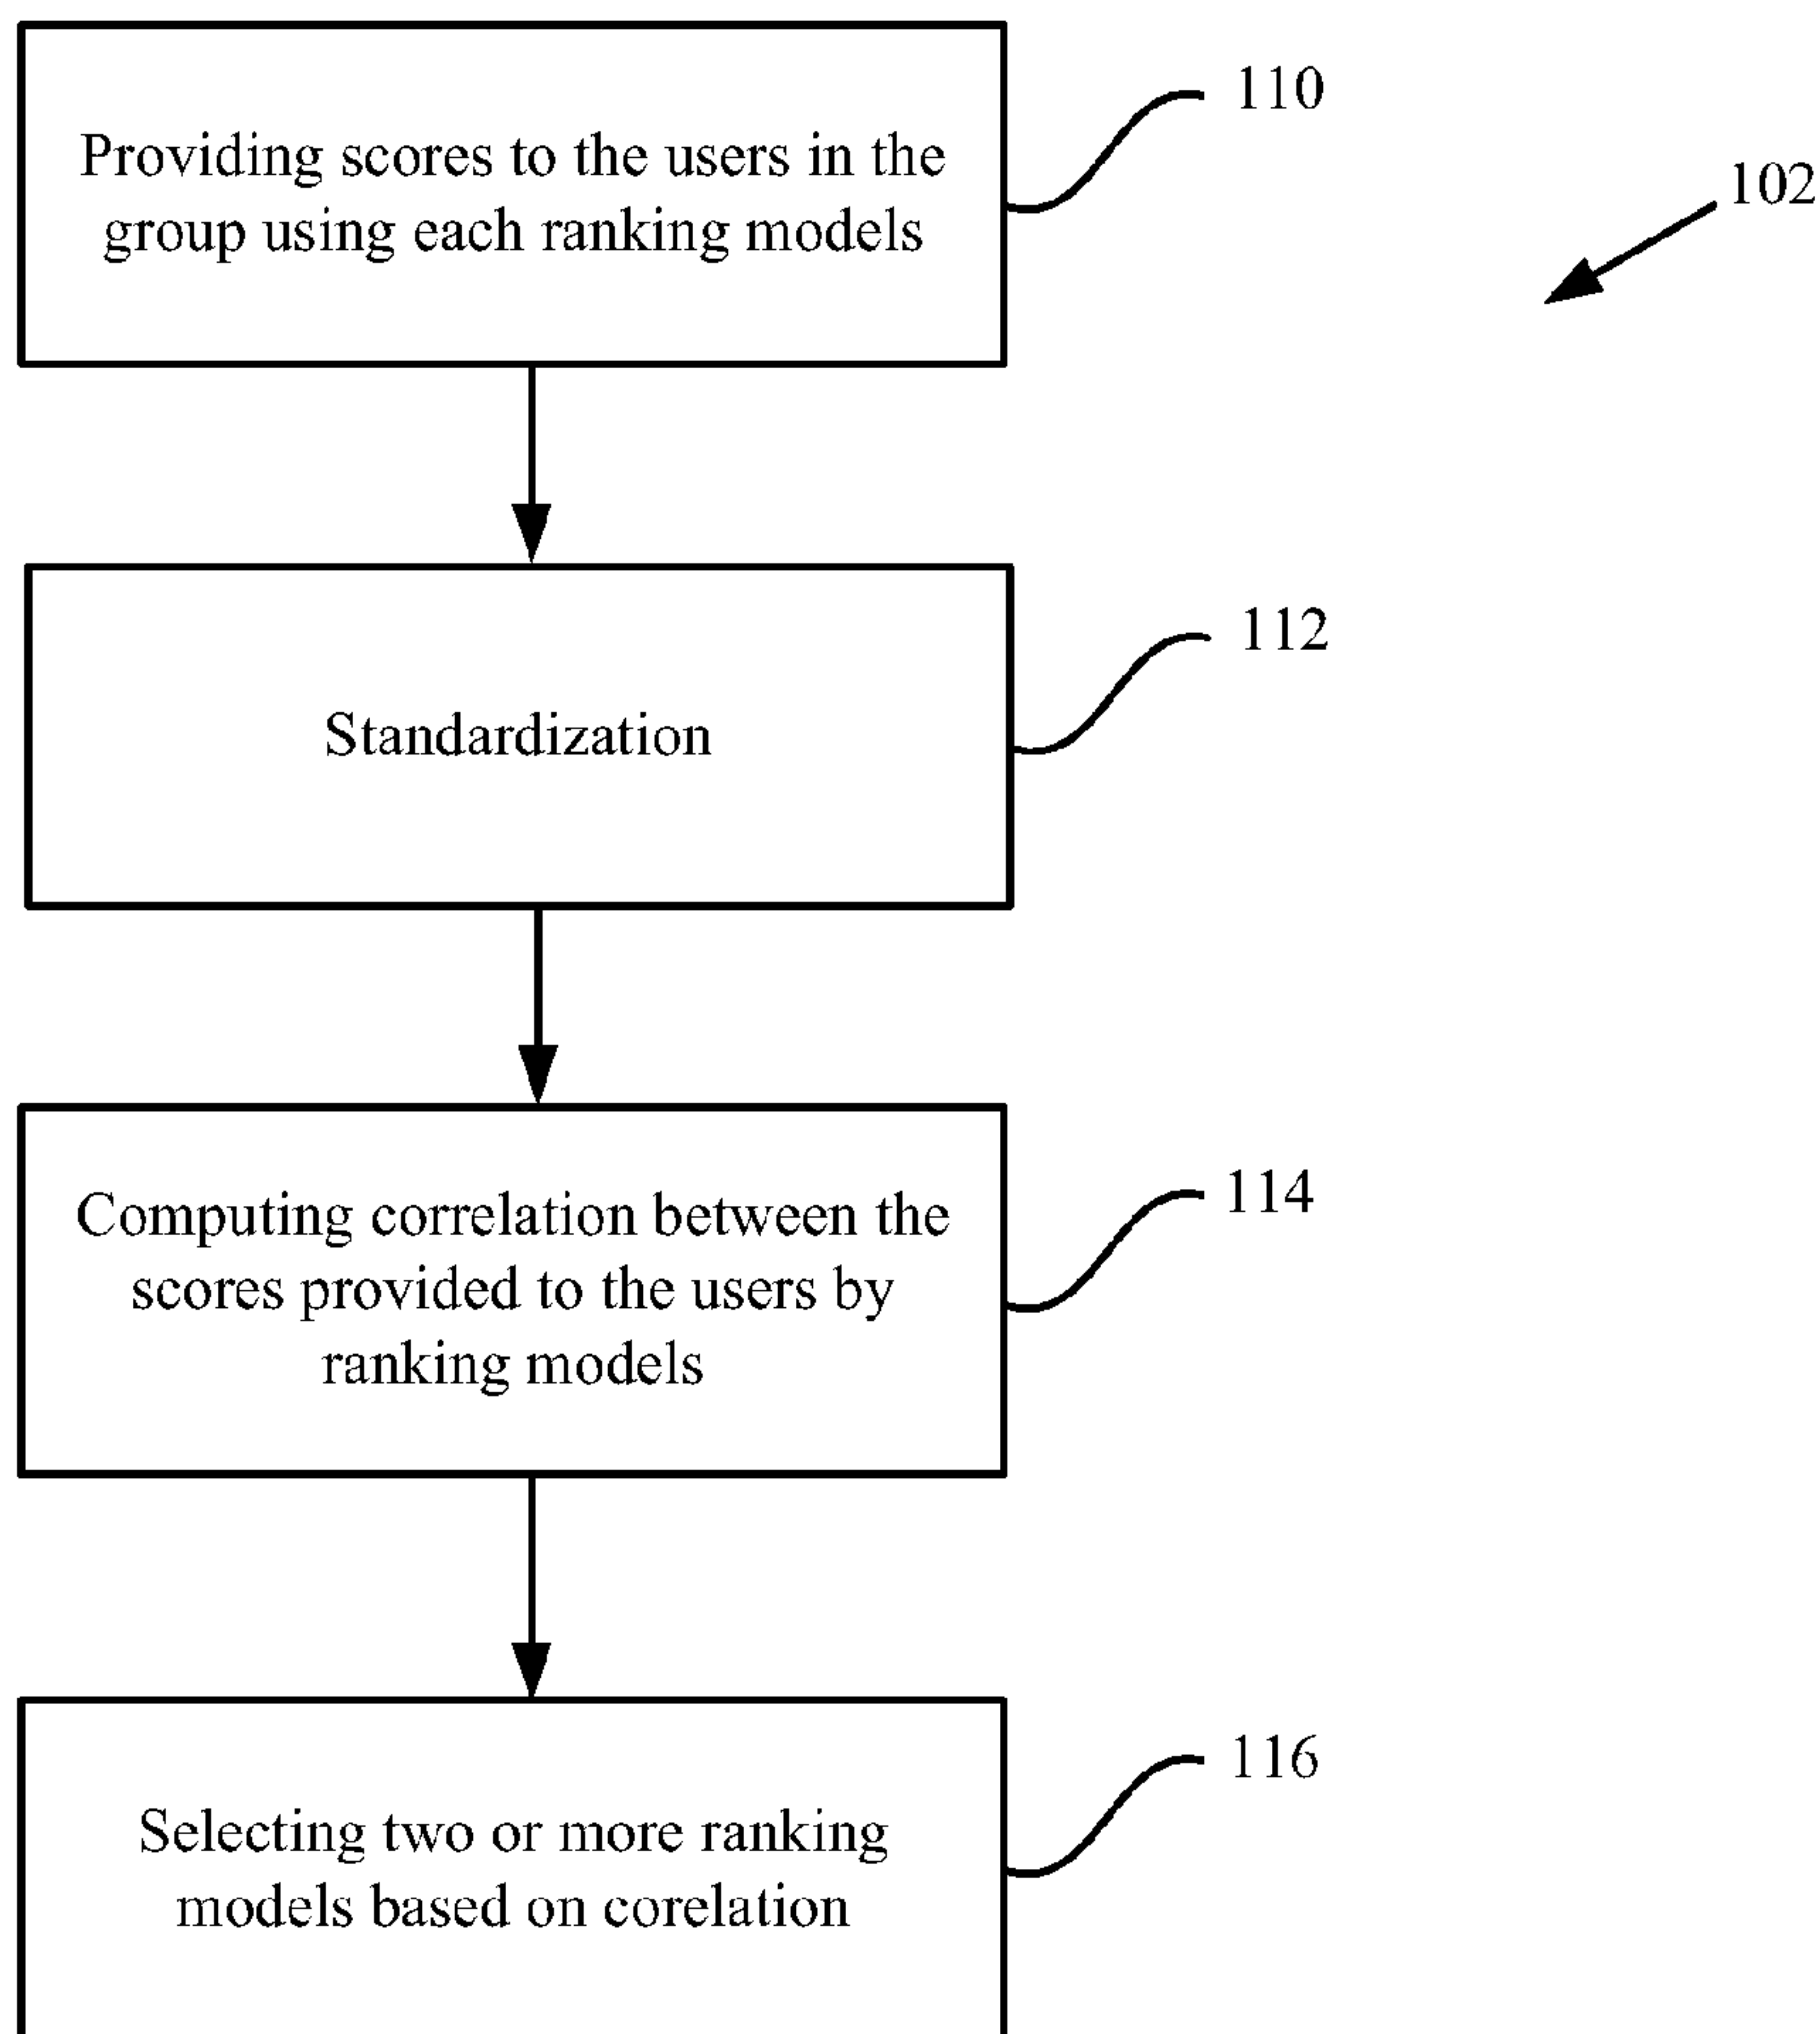 Providing scores to the users in the
group using each ranking models
110
102
Standardization
112
Computing correlation between the
scores provided to the users by
ranking models
114
Selecting two or more ranking
models based on corelation
116